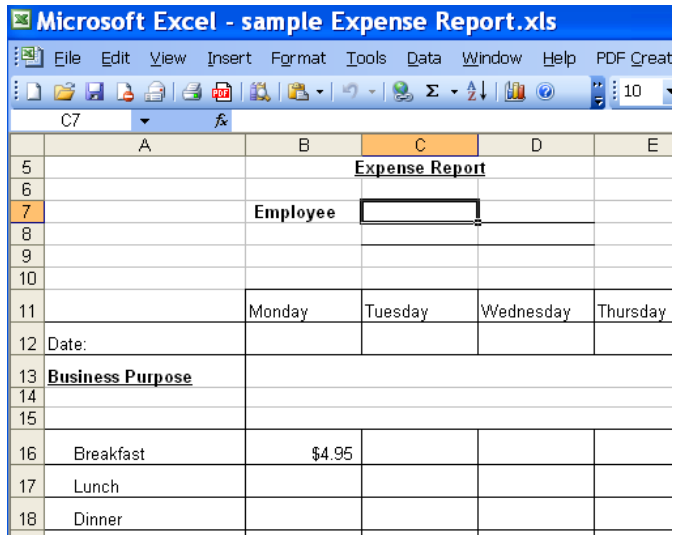 Microsoft Excel - sample Expense Report.xls
File Edit View Insert Format Tools Data Window Help PDF Creat
PDF Σ A Z 10
C7 fx
A B C D E
5 Expense Report
6
7 Employee
8
9
10
11 Monday Tuesday Wednesday Thursday
12 Date:
13 Business Purpose
14
15
16 Breakfast $4.95
17 Lunch
18 Dinner